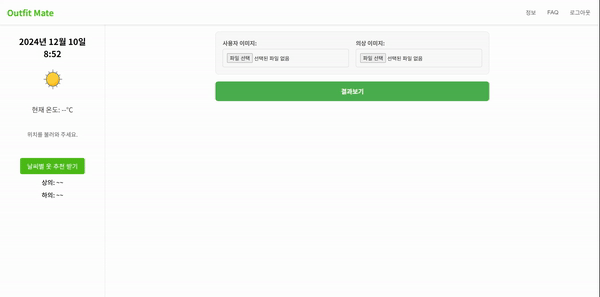 Outfit Mate
정보 FAQ 로그아웃
2024년 12월 10일
8:52
현재 온도: --°C
위치를 불러와 주세요.
날씨별 옷 추천 받기
상의: ~~
하의: ~~
사용자 이미지: 의상 이미지:
파일 선택 선택된 파일 없음 파일 선택 선택된 파일 없음
결과보기